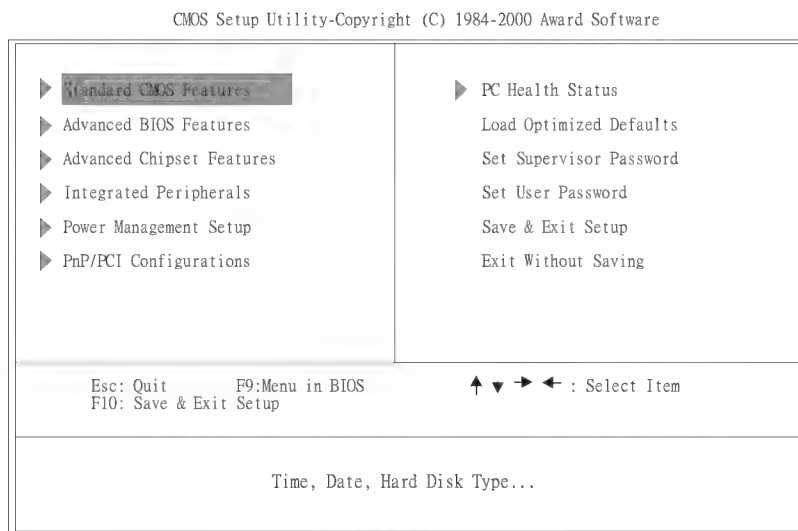 CMOS Setup Utility-Copyright (C) 1984-2000 Award Software
Standard CMOS Features
Advanced BIOS Features
Advanced Chipset Features
Integrated Peripherals
Power Management Setup
PnP/PCI Configurations
PC Health Status
Load Optimized Defaults
Set Supervisor Password
Set User Password
Save & Exit Setup
Exit Without Saving
Esc: Quit F9:Menu in BIOS
F10: Save & Exit Setup
: Select Item
Time, Date, Hard Disk Type...